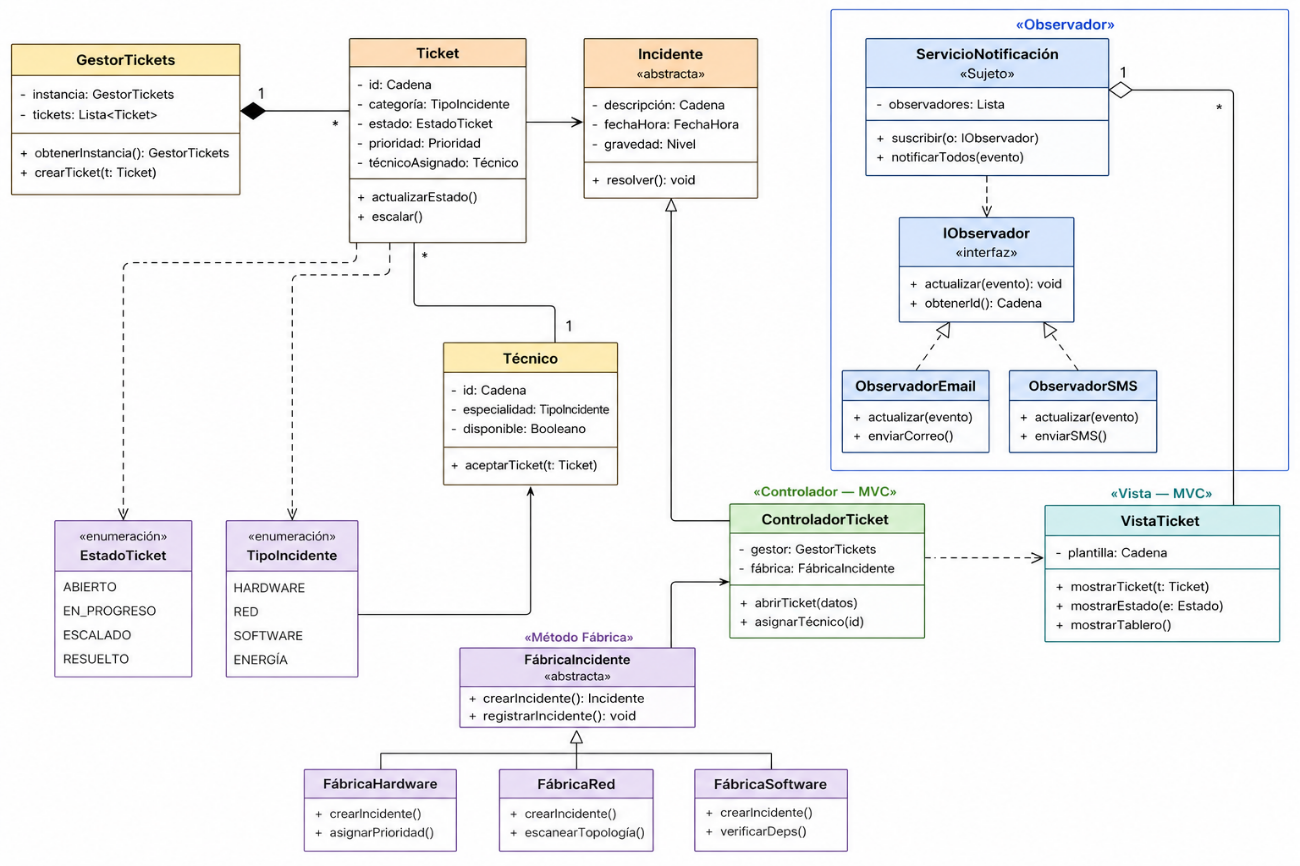 GestorTickets
- instancia: GestorTickets
- tickets: Lista<Ticket>
+ obtenerInstancia(): GestorTickets
+ crearTicket(t: Ticket)
1
*
Ticket
- id: Cadena
- categoría: TipoIncidente
- estado: EstadoTicket
- prioridad: Prioridad
- técnicoAsignado: Técnico
+ actualizarEstado()
+ escalar()
Incidente
«abstracta»
- descripción: Cadena
- fechaHora: FechaHora
- gravedad: Nivel
+ resolver(): void
«Observador»
ServicioNotificación
«Sujeto»
- observadores: Lista
+ suscribir(o: IObservador)
+ notificarTodos(evento)
1
*
IObservador
«interfaz»
+ actualizar(evento): void
+ obtenerId(): Cadena
ObservadorEmail
+ actualizar(evento)
+ enviarCorreo()
ObservadorSMS
+ actualizar(evento)
+ enviarSMS()
*
1
Técnico
- id: Cadena
- especialidad: TipoIncidente
- disponible: Booleano
+ aceptarTicket(t: Ticket)
«enumeración»
EstadoTicket
ABIERTO
EN_PROGRESO
ESCALADO
RESUELTO
«enumeración»
TipoIncidente
HARDWARE
RED
SOFTWARE
ENERGÍA
«Controlador — MVC»
ControladorTicket
- gestor: GestorTickets
- fábrica: FábricaIncidente
+ abrirTicket(datos)
+ asignarTécnico(id)
«Vista — MVC»
VistaTicket
- plantilla: Cadena
+ mostrarTicket(t: Ticket)
+ mostrarEstado(e: Estado)
+ mostrarTablero()
«Método Fábrica»
FábricaIncidente
«abstracta»
+ crearIncidente(): Incidente
+ registrarIncidente(): void
FábricaHardware
+ crearIncidente()
+ asignarPrioridad()
FábricaRed
+ crearIncidente()
+ escanearTopología()
FábricaSoftware
+ crearIncidente()
+ verificarDeps()